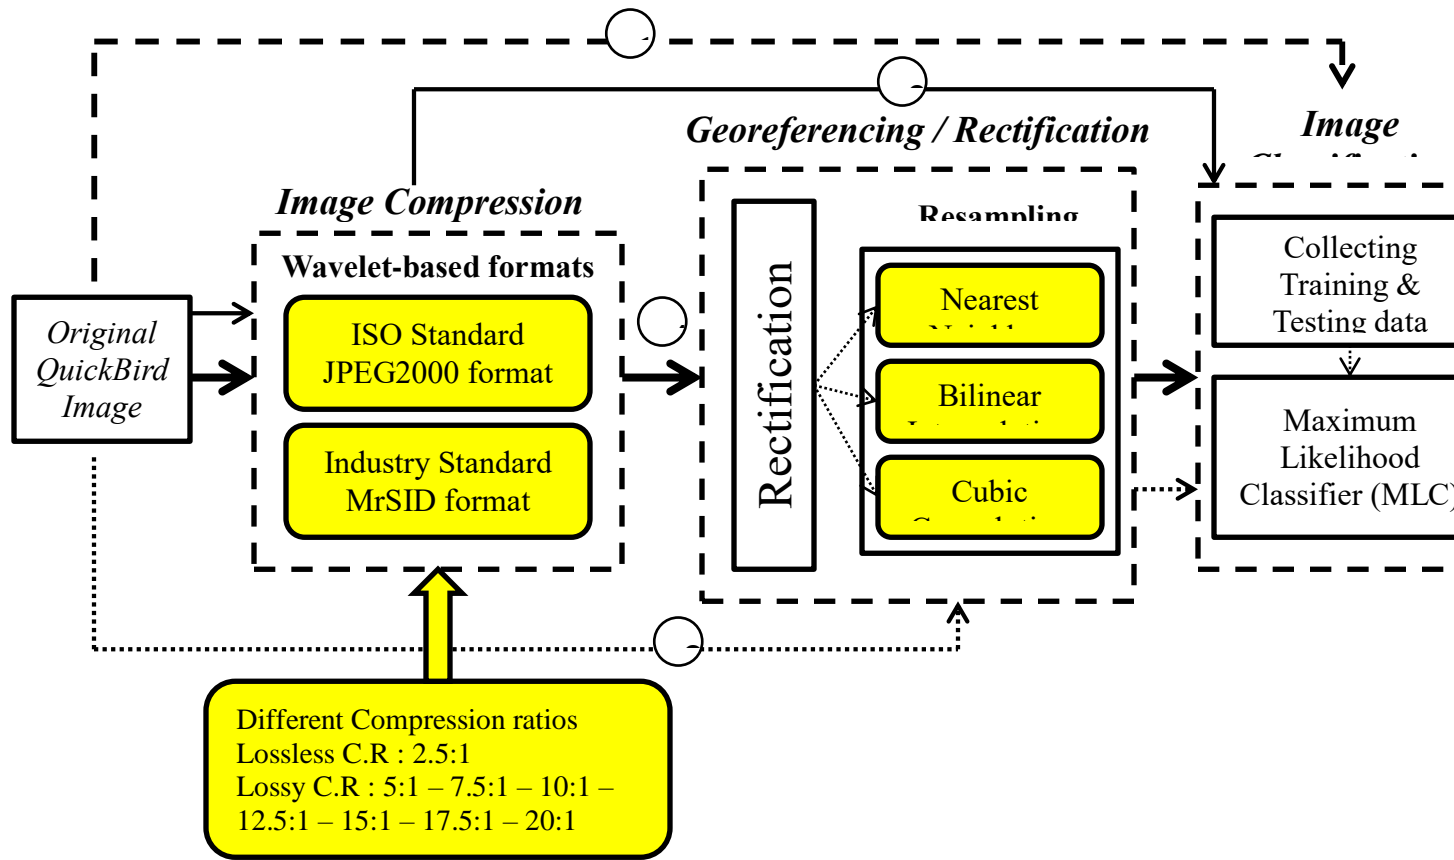 Georeferencing / Rectification
Image
Image Compression
Resampling
Wavelet-based formats
Original
QuickBird
Image
ISO Standard
JPEG2000 format
Industry Standard
MrSID format
Rectification
Nearest
Bilinear
Cubic
Collecting
Training &
Testing data
Maximum
Likelihood
Classifier (MLC)
Different Compression ratios
Lossless C.R : 2.5:1
Lossy C.R : 5:1 – 7.5:1 – 10:1 –
12.5:1 – 15:1 – 17.5:1 – 20:1